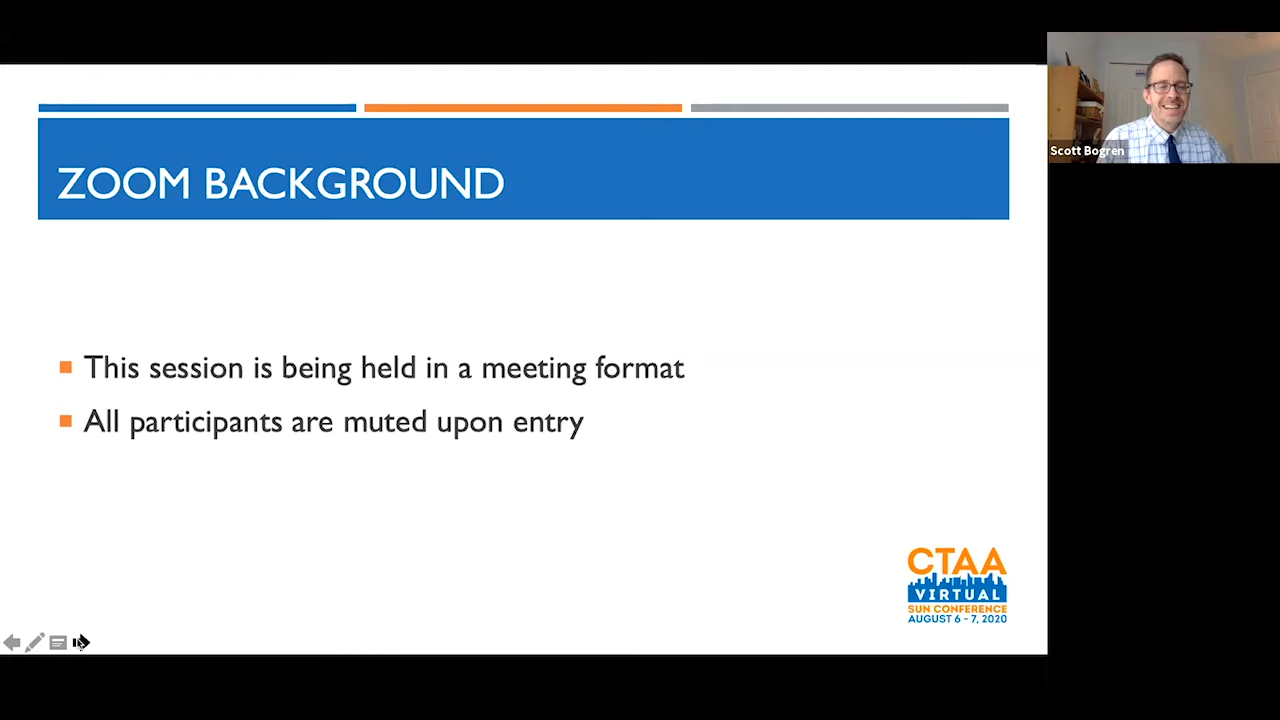 ZOOM BACKGROUND
This session is being held in a meeting format
All participants are muted upon entry
CTAA
VIRTUAL
SUN CONFERENCE
AUGUST 6 - 7, 2020
Scott Bogren